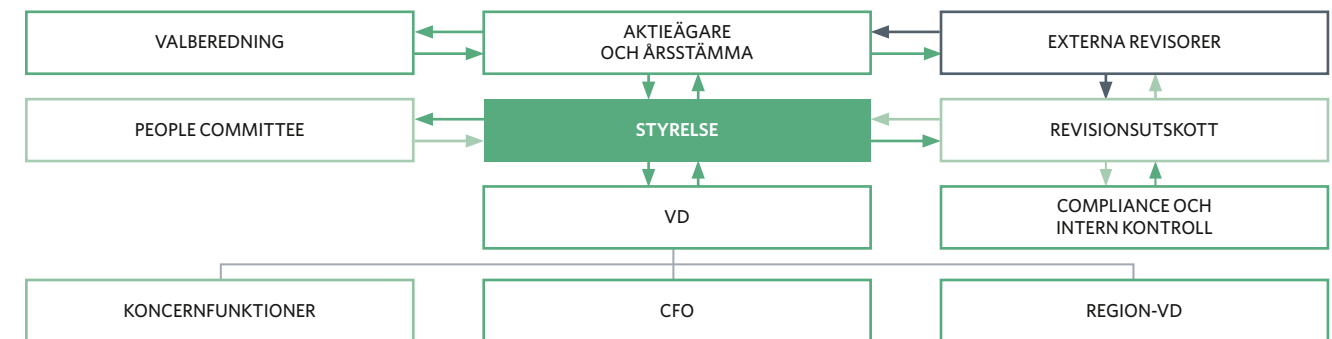 VALBEREDNING
AKTIEÄGARE
OCH ÅRSSTÄMMA
EXTERNA REVISORER
PEOPLE COMMITTEE
STYRELSE
REVISIONSUTSKOTT
VD
COMPLIANCE OCH
INTERN KONTROLL
KONCERNFUNKTIONER
CFO
REGION-VD